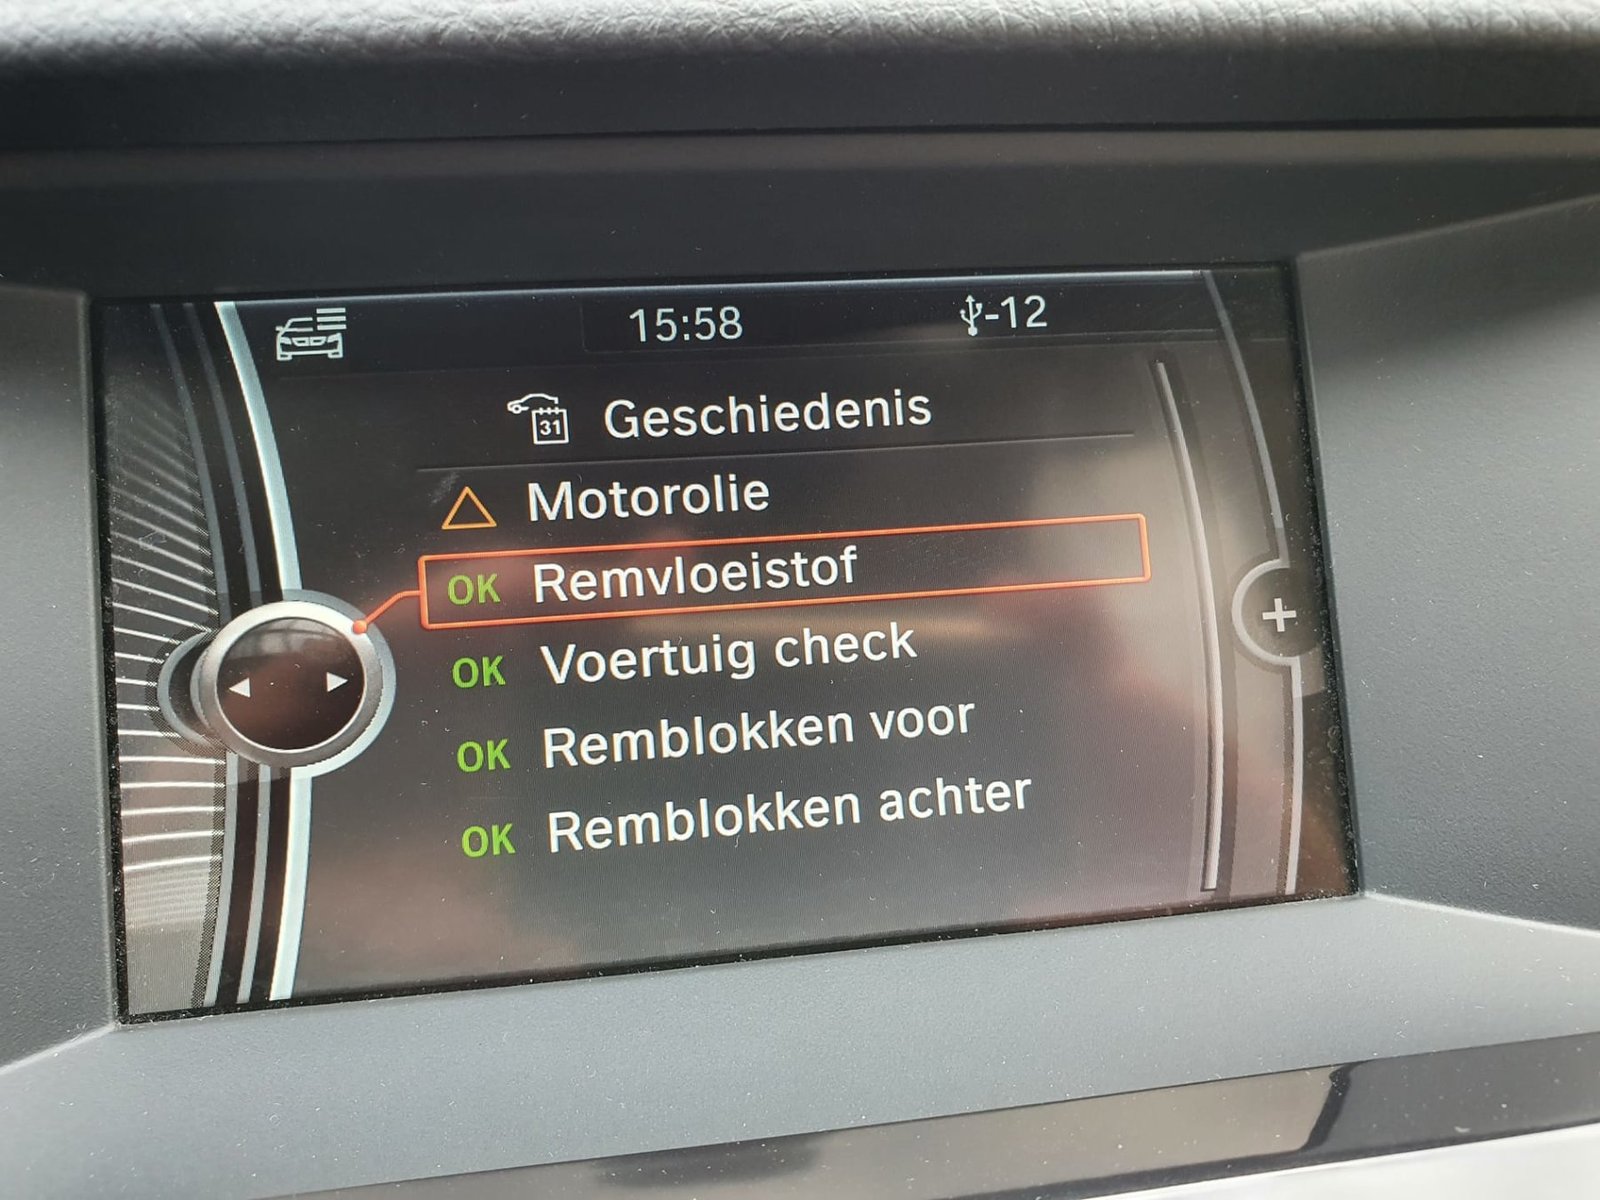 15:58
-12
31
Geschiedenis
Motorolie
OK Remvloeistof
OK Voertuig check
OK Remblokken voor
OK Remblokken achter
+